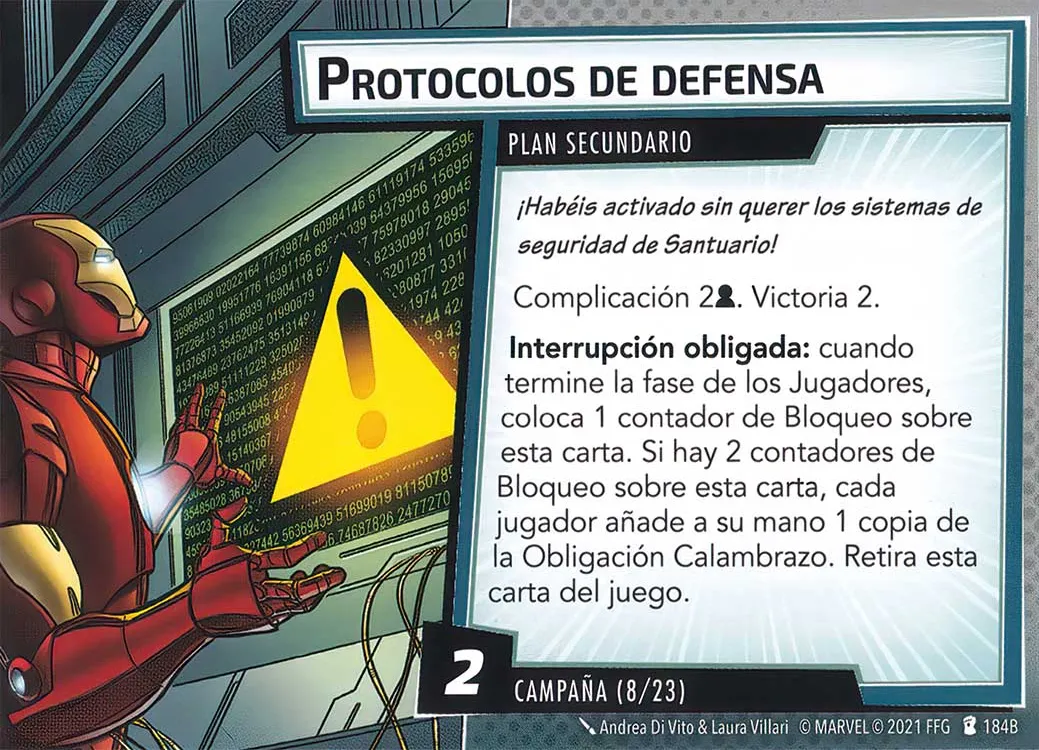 PROTOCOLOS DE DEFENSA
PLAN SECUNDARIO
¡Habéis activado sin querer los sistemas de
seguridad de Santuario!
Complicación 2. Victoria 2.
Interrupción obligada: cuando
termine la fase de los Jugadores,
coloca 1 contador de Bloqueo sobre
esta carta. Si hay 2 contadores de
Bloqueo sobre esta carta, cada
jugador añade a su mano 1 copia de
la Obligación Calambrazo. Retira esta
carta del juego.
2
CAMPAÑA (8/23)
Andrea Di Vito & Laura Villari © MARVEL © 2021 FFG 184B